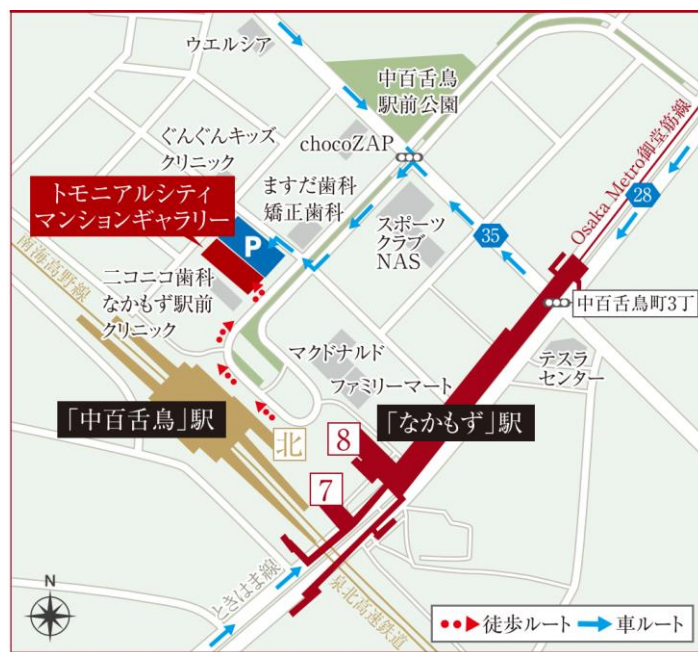 ウエルシア
中百舌鳥
駅前公園
ぐんぐんキッズ
クリニック
chocoZAP
ますだ歯科
矯正歯科
トモニアルシティ
マンションギャラリー
P
スポーツ
クラブ
NAS
35
28
Osaka Metro御堂筋線
南海高野線
ニコニコ歯科
なかもず駅前
クリニック
中百舌鳥町3丁
マクドナルド
ファミリーマート
テスラ
センター
「中百舌鳥」駅
「なかもず」駅
北
8
7
ときはま線
泉北高速鉄道
N
徒歩ルート
車ルート